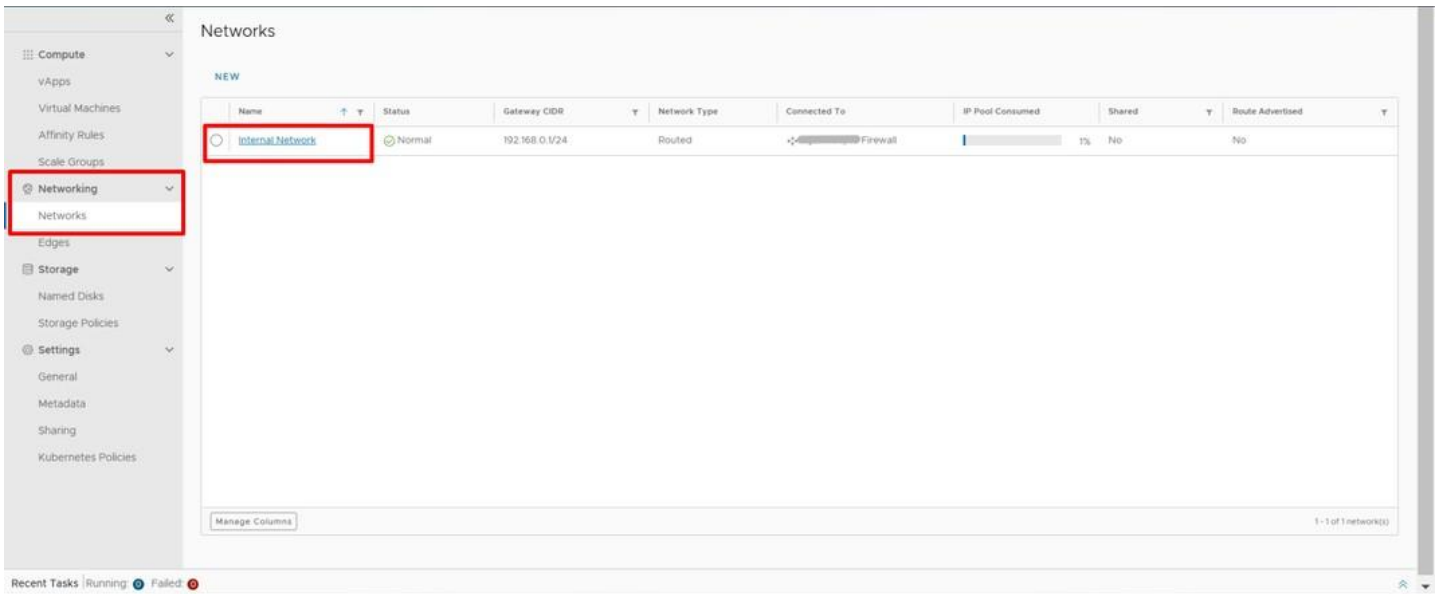 Networks
Compute
vApps
Virtual Machines
Affinity Rules
Scale Groups
Networking
Networks
Edges
Storage
Named Disks
Storage Policies
Settings
General
Metadata
Sharing
Kubernetes Policies
NEW
Name Status Gateway CIDR Network Type Connected To IP Pool Consumed Shared Route Advertised
Internal Network Normal 192.168.0.1/24 Routed Firewall 1% No No
Manage Columns 1 - 1 of 1 network(s)
Recent Tasks Running: 0 Failed: 0